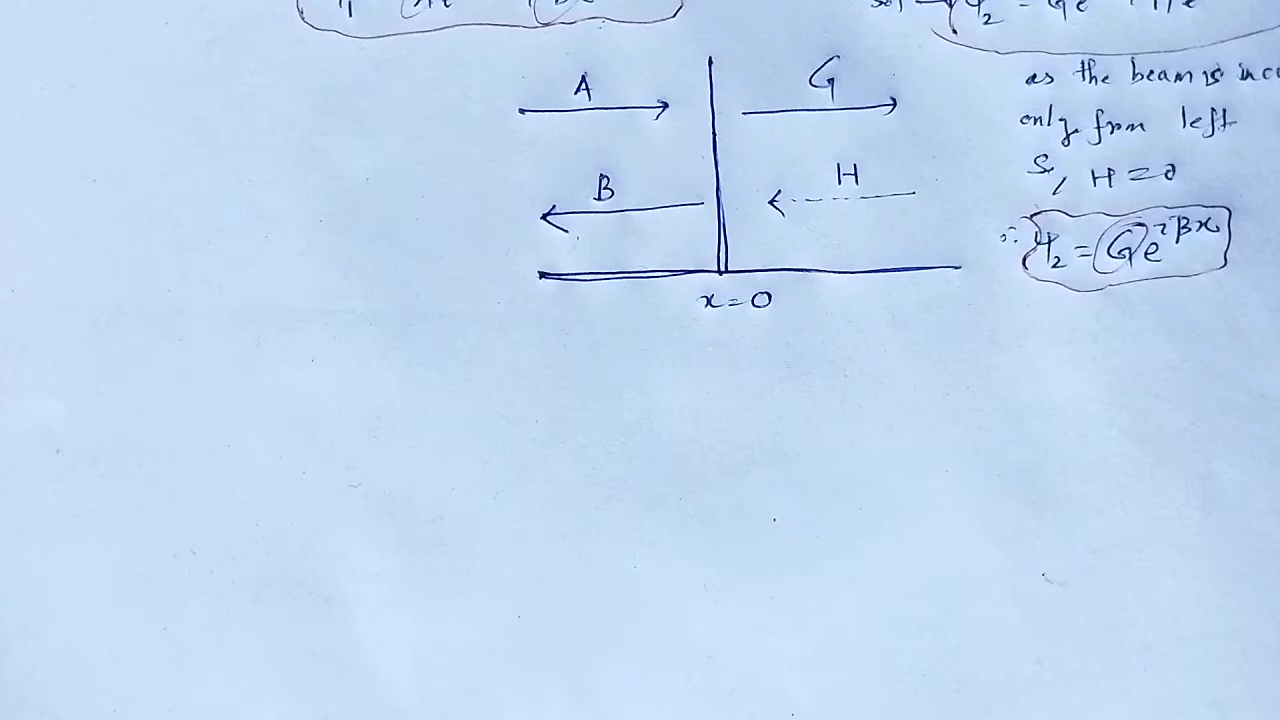 A
G
B
H
x=0
as the beam is inc
only from left
So, H=0
∴ ψ₂ = Ge^{iβx}